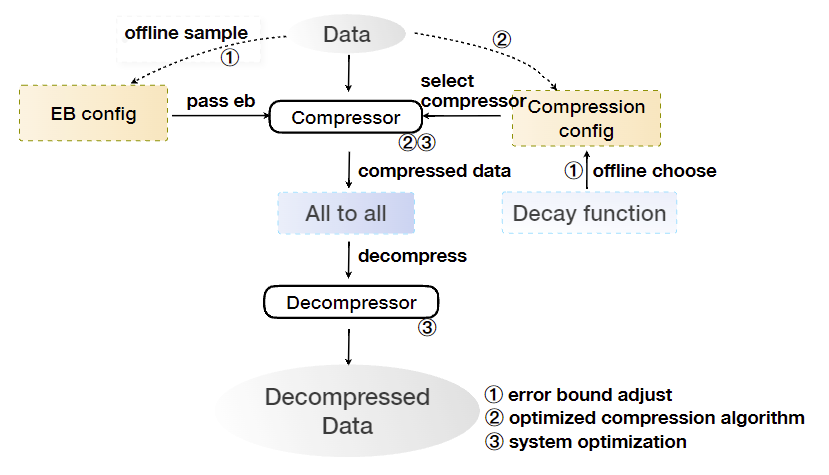 offline sample
①
Data
②
EB config
pass eb
Compressor
②③
select
compressor
Compression
config
compressed data
① offline choose
All to all
Decay function
decompress
Decompressor
③
Decompressed
Data
① error bound adjust
② optimized compression algorithm
③ system optimization